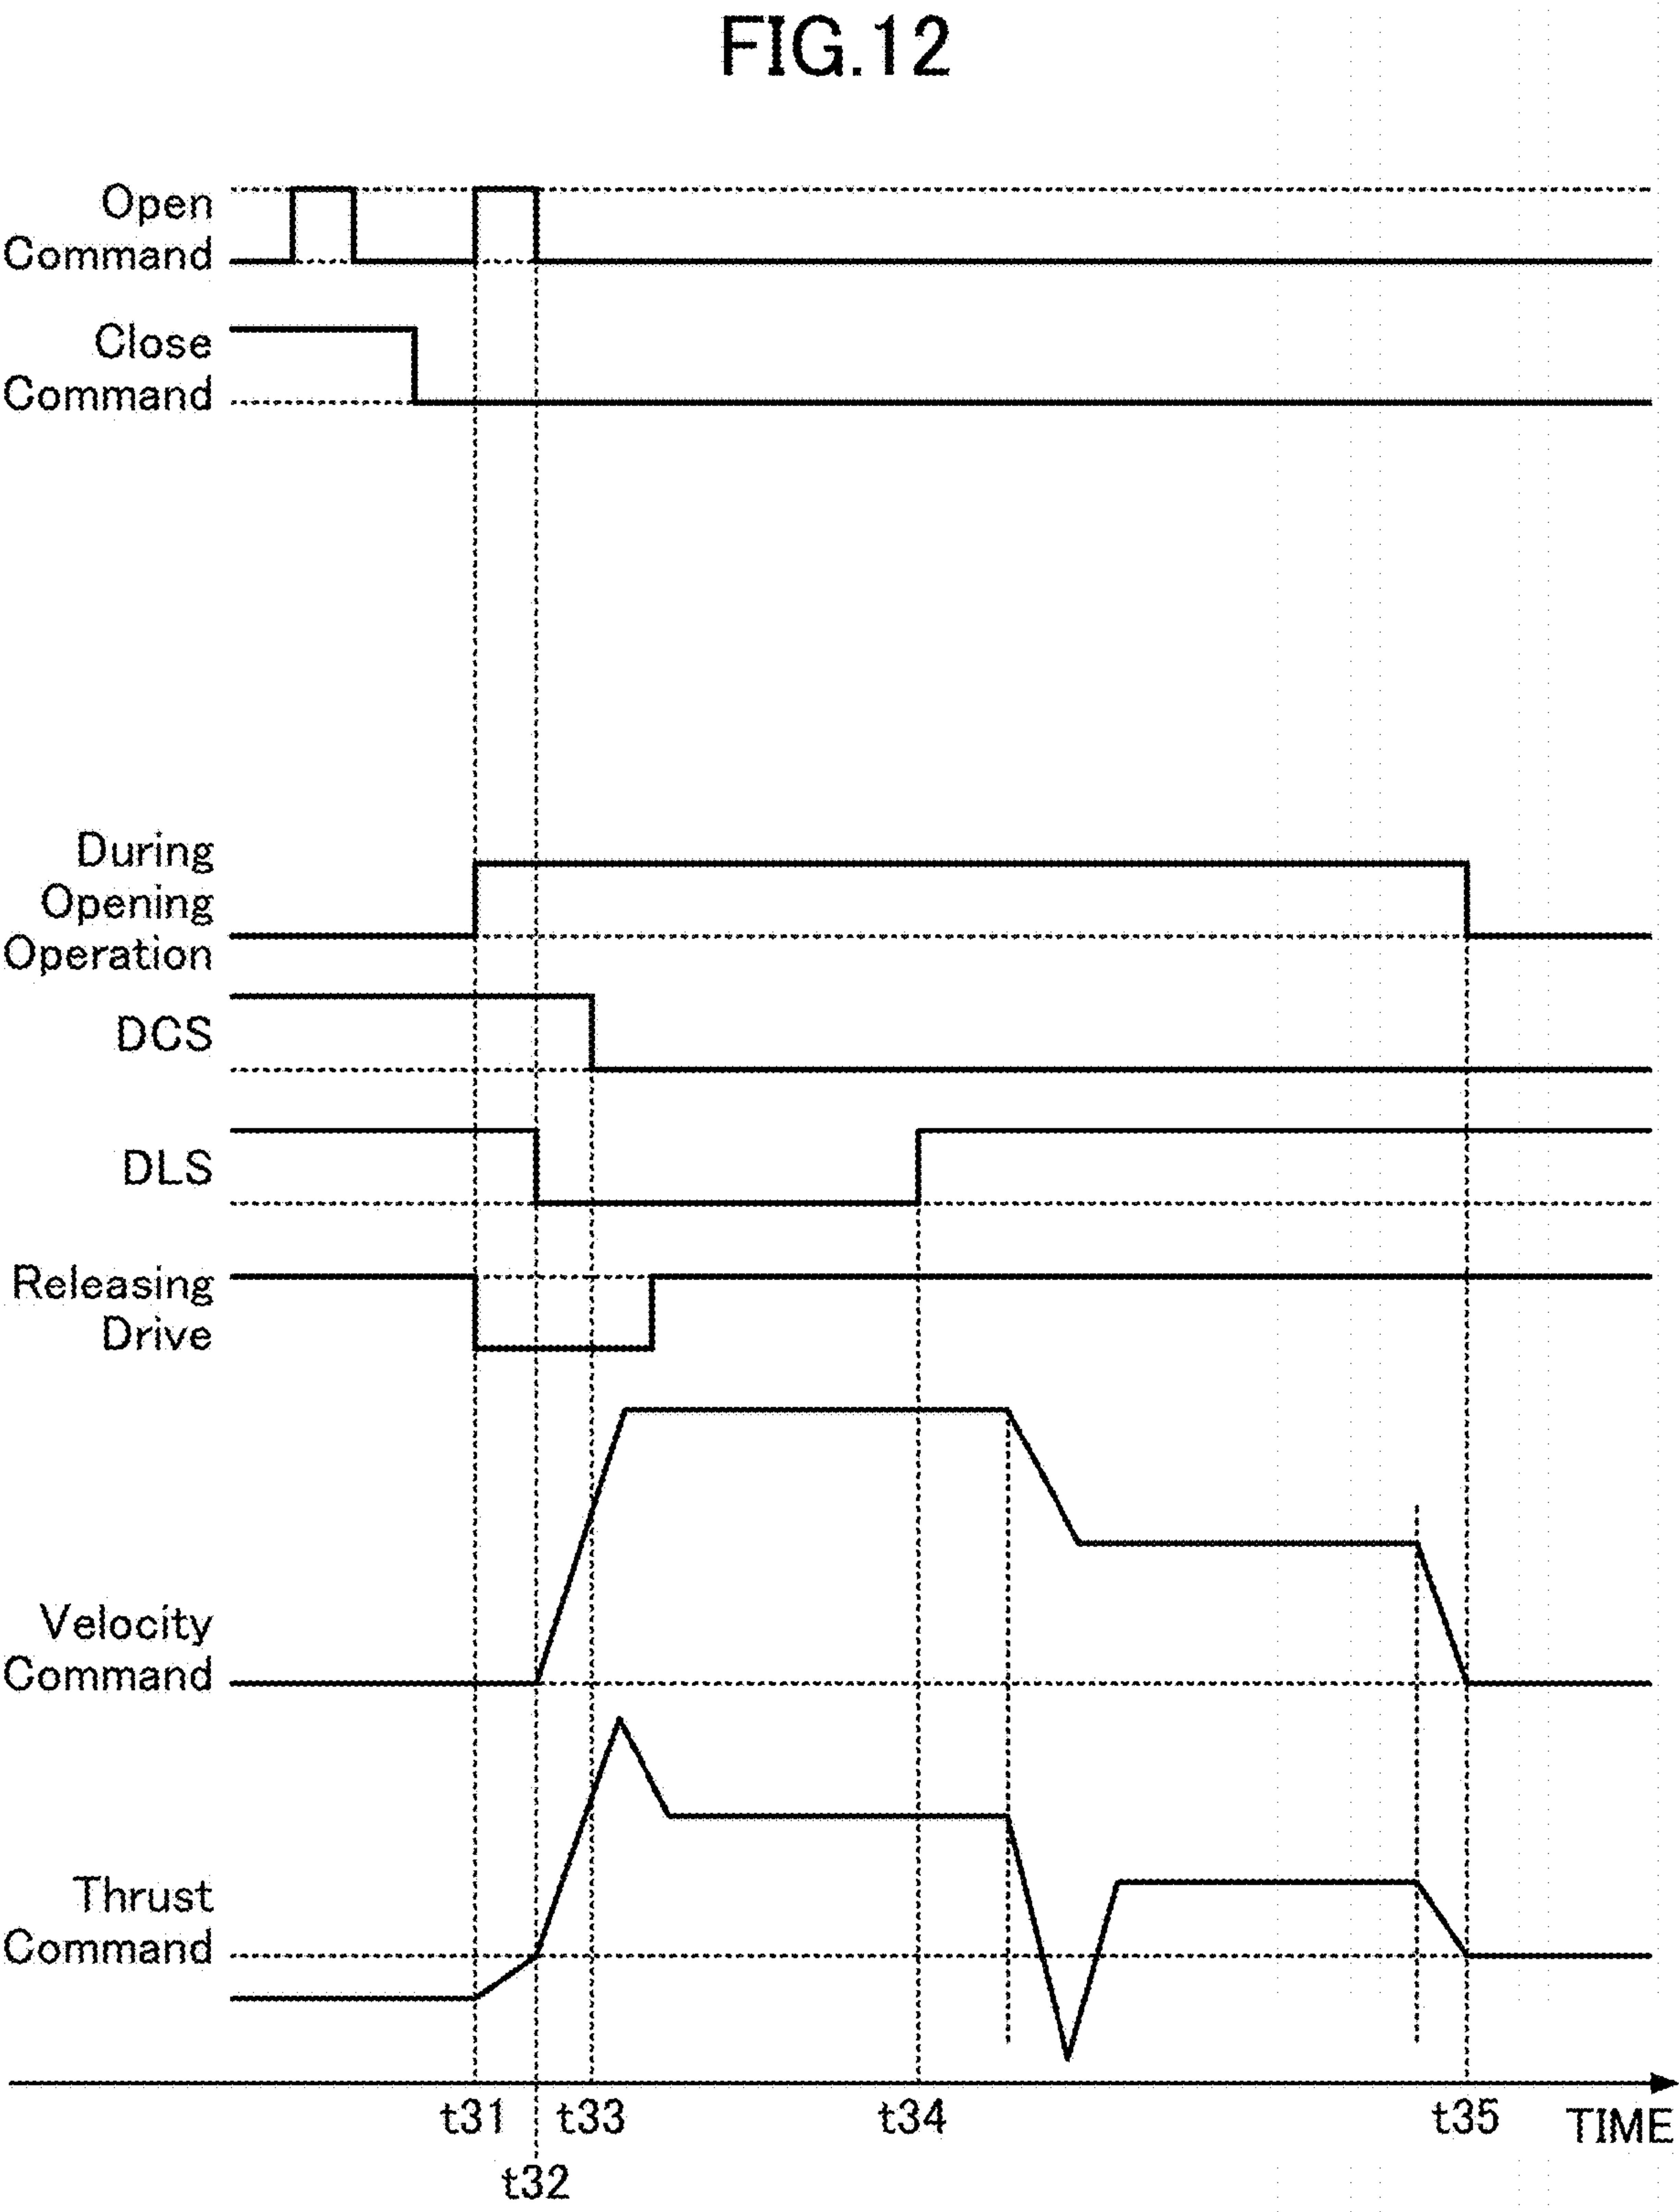 FIG.12
Open
Command
Close
Command
During
Opening
Operation
DCS
DLS
Releasing
Drive
Velocity
Command
Thrust
Command
t31
t32
t33
t34
t35
TIME